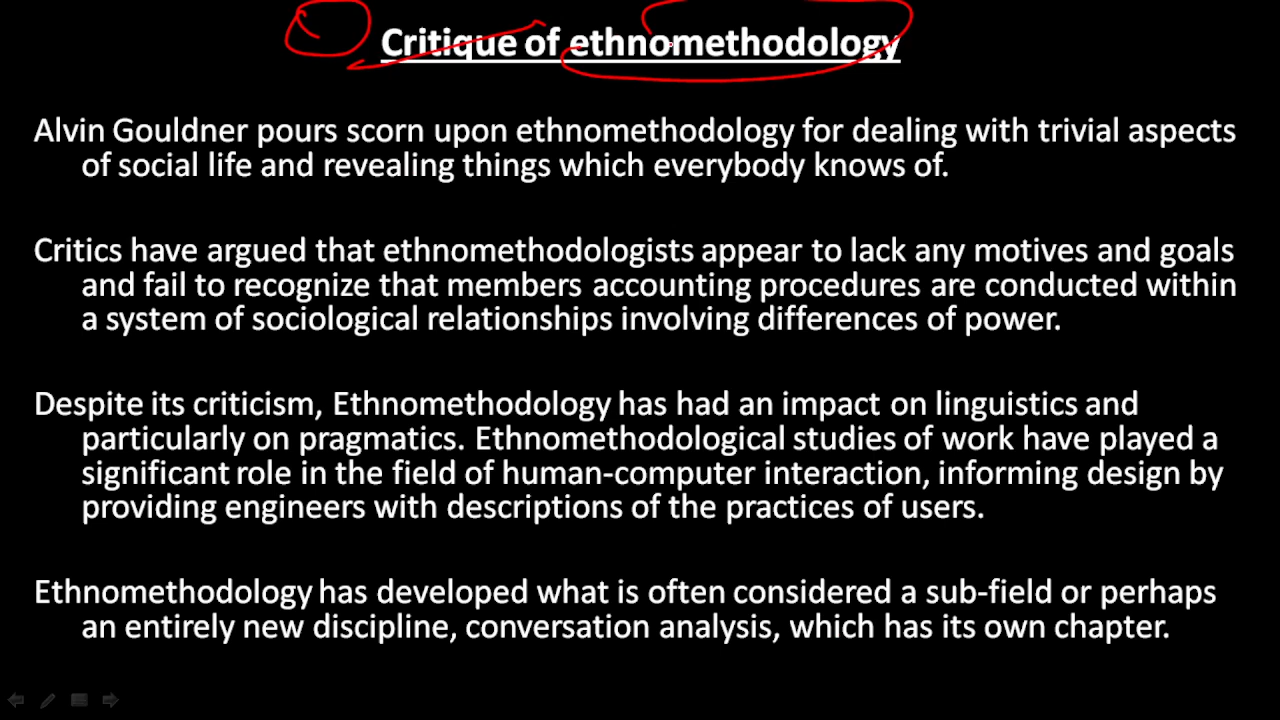 Critique of ethnomethodology
Alvin Gouldner pours scorn upon ethnomethodology for dealing with trivial aspects
of social life and revealing things which everybody knows of.
Critics have argued that ethnomethodologists appear to lack any motives and goals
and fail to recognize that members accounting procedures are conducted within
a system of sociological relationships involving differences of power.
Despite its criticism, Ethnomethodology has had an impact on linguistics and
particularly on pragmatics. Ethnomethodological studies of work have played a
significant role in the field of human-computer interaction, informing design by
providing engineers with descriptions of the practices of users.
Ethnomethodology has developed what is often considered a sub-field or perhaps
an entirely new discipline, conversation analysis, which has its own chapter.